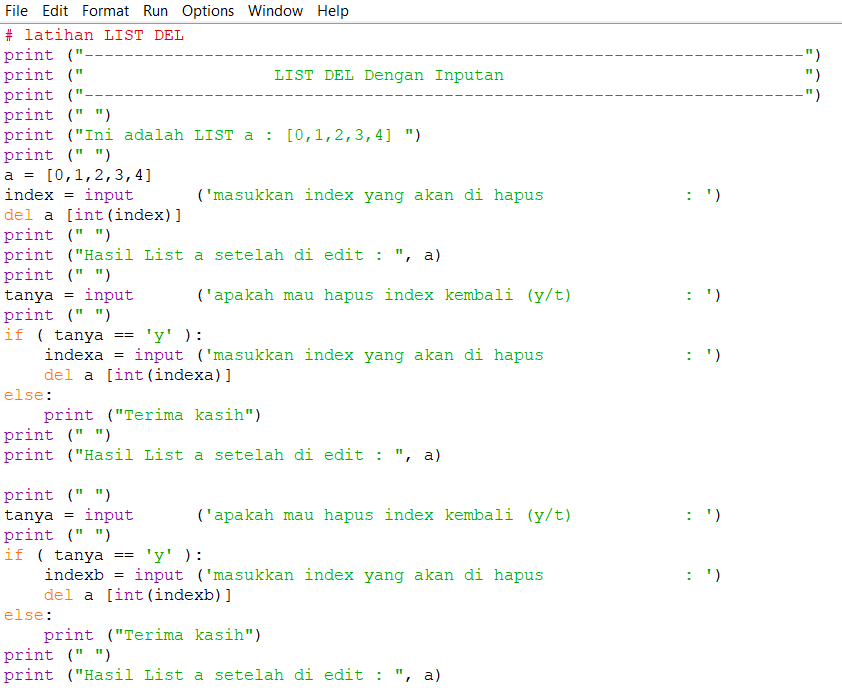 File Edit Format Run Options Window Help
# latihan LIST DEL
print ("------------------------------------------------------------------------")
print ("                   LIST DEL Dengan Inputan                              ")
print ("------------------------------------------------------------------------")
print (" ")
print ("Ini adalah LIST a : [0,1,2,3,4] ")
print (" ")
a = [0,1,2,3,4]
index = input      ('masukkan index yang akan di hapus              : ')
del a [int(index)]
print (" ")
print ("Hasil List a setelah di edit : ", a)
print (" ")
tanya = input      ('apakah mau hapus index kembali (y/t)           : ')
print (" ")
if ( tanya == 'y' ):
    indexa = input ('masukkan index yang akan di hapus              : ')
    del a [int(indexa)]
else:
    print ("Terima kasih")
print (" ")
print ("Hasil List a setelah di edit : ", a)

print (" ")
tanya = input      ('apakah mau hapus index kembali (y/t)           : ')
print (" ")
if ( tanya == 'y' ):
    indexb = input ('masukkan index yang akan di hapus              : ')
    del a [int(indexb)]
else:
    print ("Terima kasih")
print (" ")
print ("Hasil List a setelah di edit : ", a)